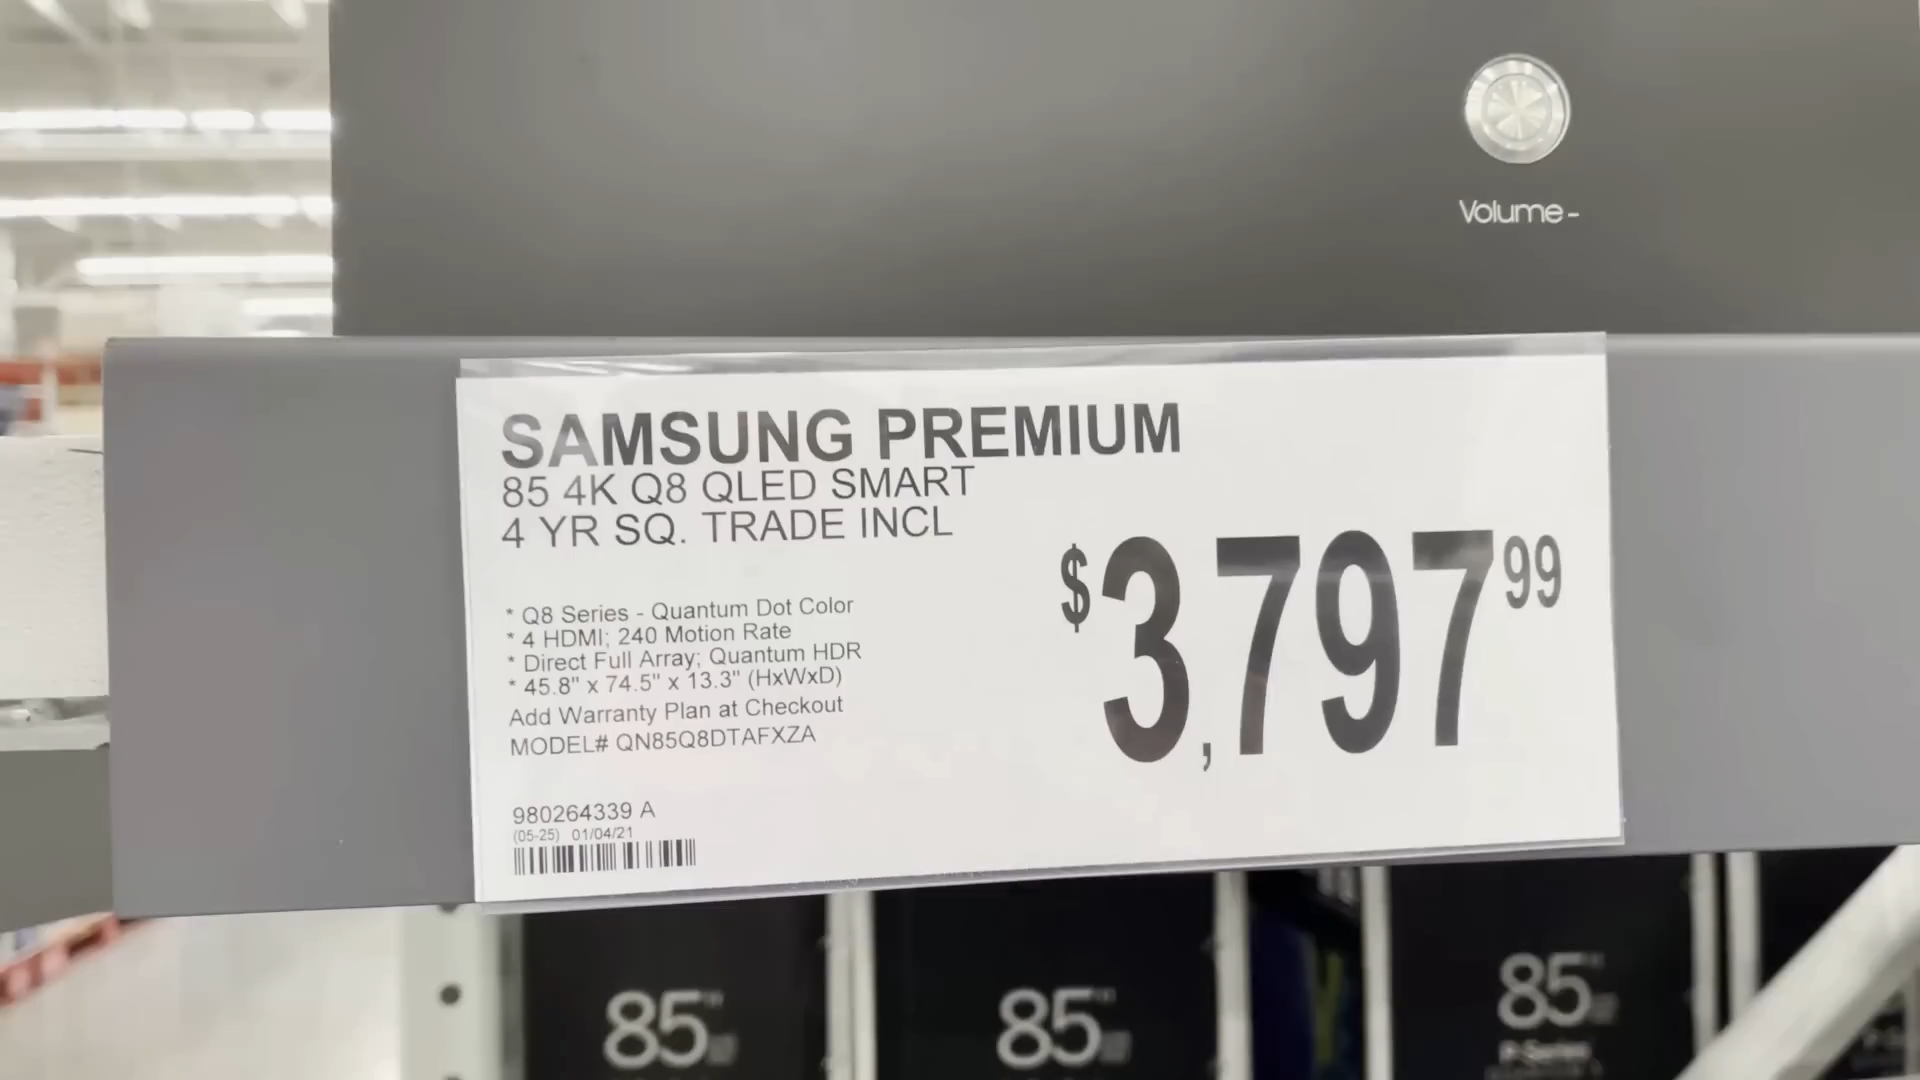 Volume -
SAMSUNG PREMIUM
85 4K Q8 QLED SMART
4 YR SQ. TRADE INCL
$3,797 99
* Q8 Series - Quantum Dot Color
* 4 HDMI; 240 Motion Rate
* Direct Full Array; Quantum HDR
* 45.8" x 74.5" x 13.3" (HxWxD)
Add Warranty Plan at Checkout
MODEL# QN85Q8DTAFXZA
980264339 A
(05-25) 01/04/21
85"
85"
85"
P-Series